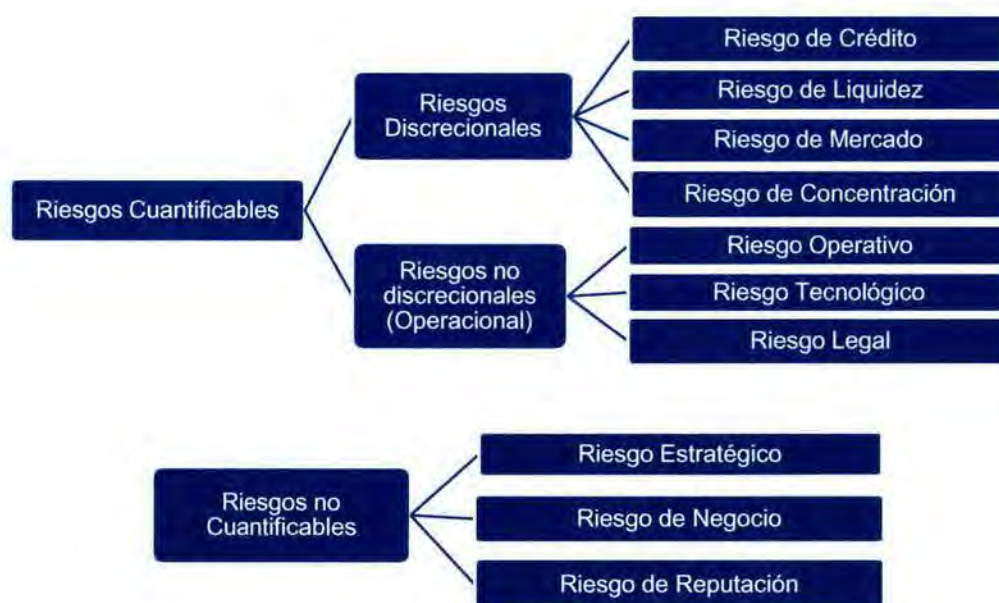 Riesgos Cuantificables
Riesgos
Discrecionales
Riesgo de Crédito
Riesgo de Liquidez
Riesgo de Mercado
Riesgo de Concentración
Riesgos no
discrecionales
(Operacional)
Riesgo Operativo
Riesgo Tecnológico
Riesgo Legal
Riesgos no
Cuantificables
Riesgo Estratégico
Riesgo de Negocio
Riesgo de Reputación